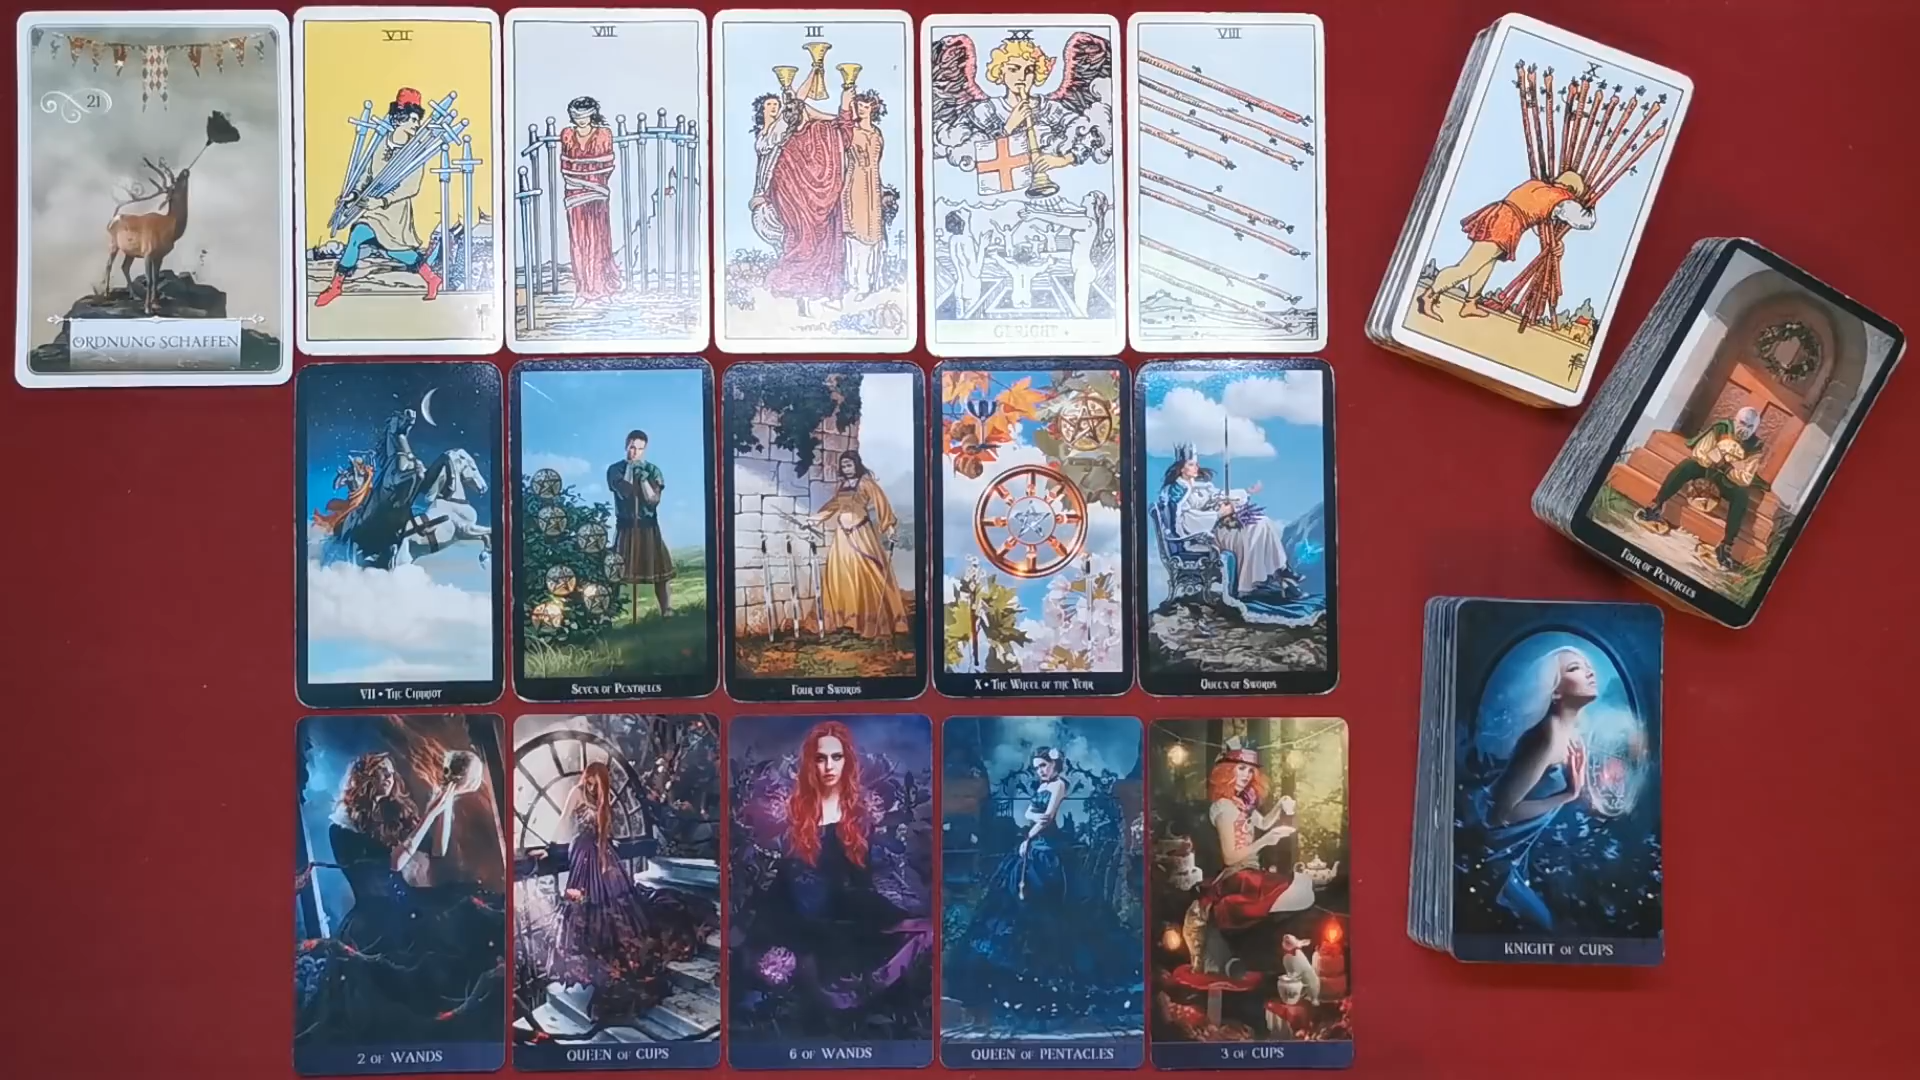 21
ORDNUNG SCHAFFEN
VII
VIII
III
XX
GERICHT
VIII
X
VII • THE CHARIOT
SEVEN OF PENTACLES
FOUR OF SWORDS
X • THE WHEEL OF THE YEAR
QUEEN OF SWORDS
FOUR OF PENTACLES
2 OF WANDS
QUEEN OF CUPS
6 OF WANDS
QUEEN OF PENTACLES
3 OF CUPS
KNIGHT OF CUPS